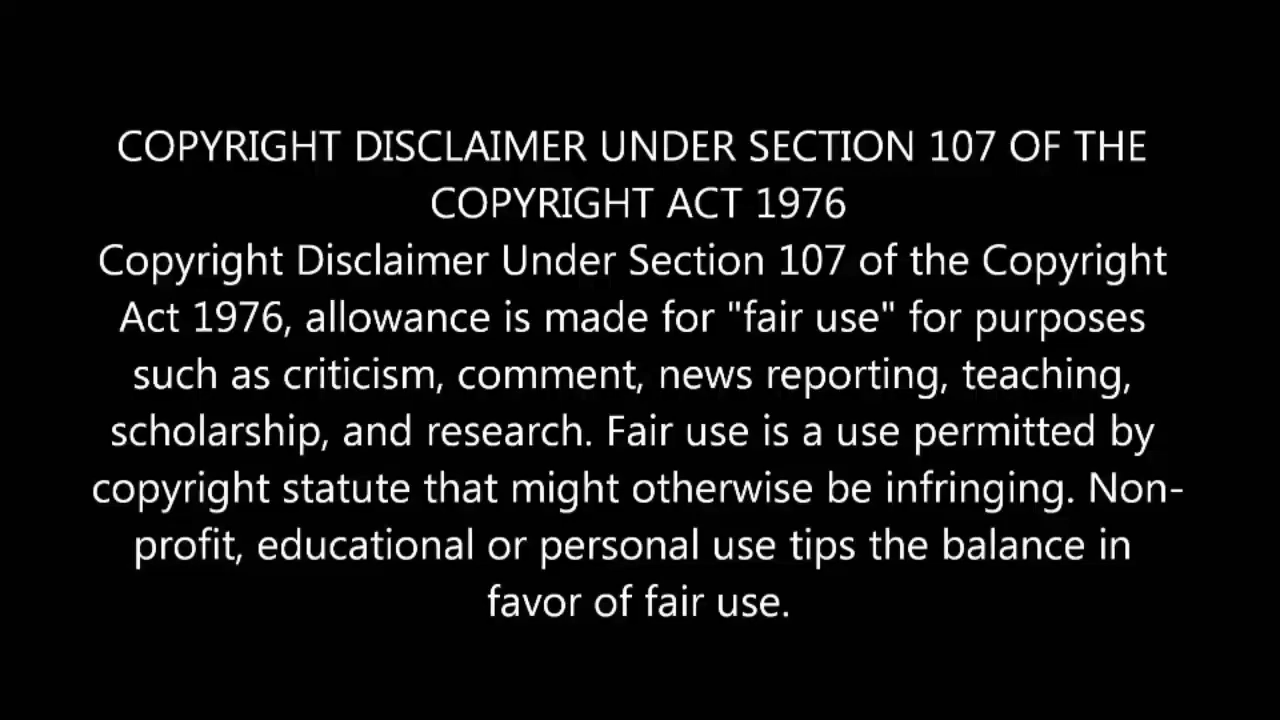 COPYRIGHT DISCLAIMER UNDER SECTION 107 OF THE
COPYRIGHT ACT 1976
Copyright Disclaimer Under Section 107 of the Copyright
Act 1976, allowance is made for "fair use" for purposes
such as criticism, comment, news reporting, teaching,
scholarship, and research. Fair use is a use permitted by
copyright statute that might otherwise be infringing. Non-
profit, educational or personal use tips the balance in
favor of fair use.